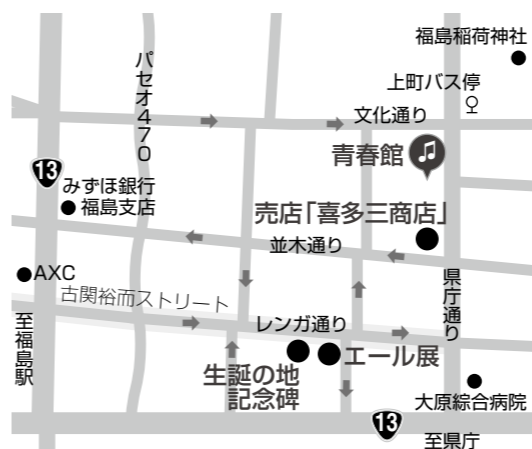 福島稲荷神社
上町バス停
文化通り
パセオ470
青春館
13
みずほ銀行
福島支店
売店「喜多三商店」
並木通り
AXC
古関裕而ストリート
県庁通り
至福島駅
レンガ通り
エール展
生誕の地
記念碑
大原綜合病院
13
至県庁